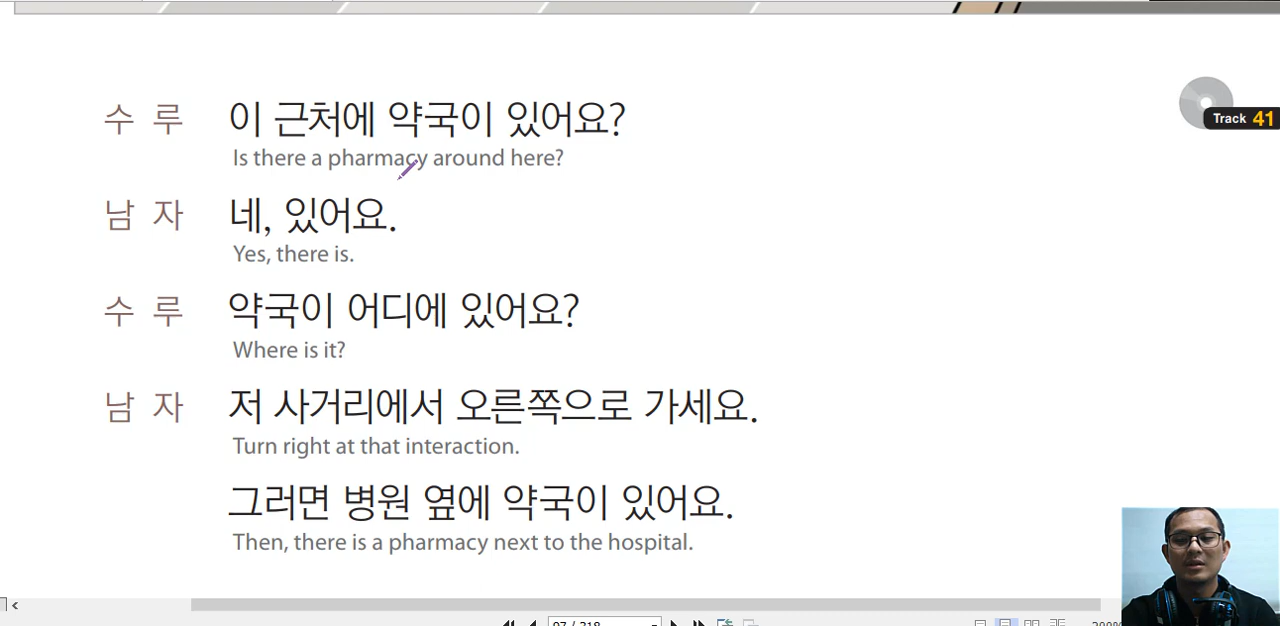 Track 41
수 루 이 근처에 약국이 있어요?
Is there a pharmacy around here?
남 자 네, 있어요.
Yes, there is.
수 루 약국이 어디에 있어요?
Where is it?
남 자 저 사거리에서 오른쪽으로 가세요.
Turn right at that interaction.
그러면 병원 옆에 약국이 있어요.
Then, there is a pharmacy next to the hospital.
97 / 318